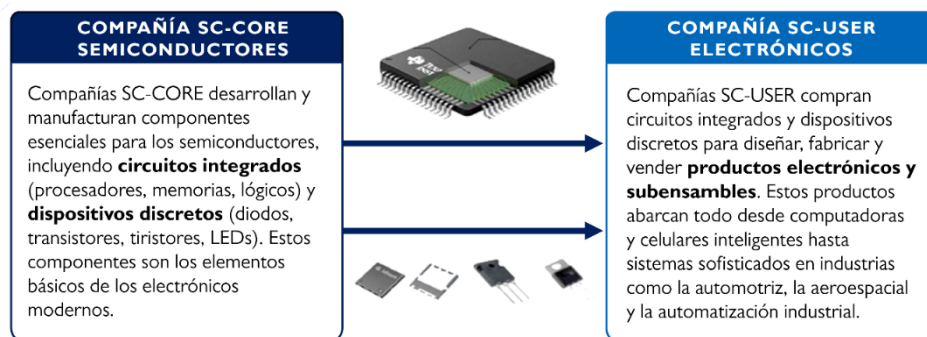 COMPAÑÍA SC-CORE
SEMICONDUCTORES
Compañías SC-CORE desarrollan y
manufacturan componentes
esenciales para los semiconductores,
incluyendo circuitos integrados
(procesadores, memorias, lógicos) y
dispositivos discretos (diodos,
transistores, tiristores, LEDs). Estos
componentes son los elementos
básicos de los electrónicos
modernos.
COMPAÑÍA SC-USER
ELECTRÓNICOS
Compañías SC-USER compran
circuitos integrados y dispositivos
discretos para diseñar, fabricar y
vender productos electrónicos y
subensambles. Estos productos
abarcan todo desde computadoras
y celulares inteligentes hasta
sistemas sofisticados en industrias
como la automotriz, la aeroespacial
y la automatización industrial.